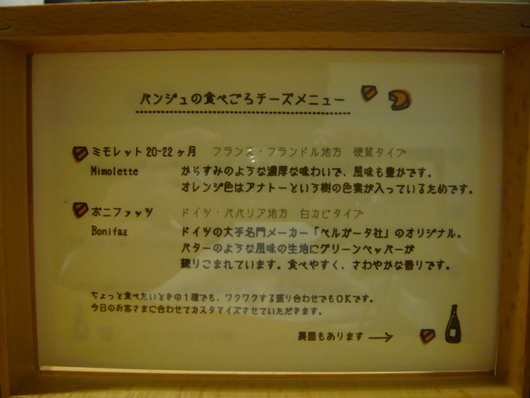 パンジュの食べごろチーズメニュー
ミモレット 20-22ヶ月 フランス・フランドル地方 硬質タイプ
Mimolette からすみのような濃厚な味わいで、風味も豊かです。
オレンジ色はアナトーという樹の色素が入っているためです。
ボニファッツ ドイツ・ババリア地方 白カビタイプ
Bonifaz ドイツの大手名門メーカー「ベルガータ社」のオリジナル。
バターのような風味の生地にグリーンペッパーが
練りこまれています。食べやすく、さわやかな香りです。
ちょっと食べたいときの1種でも、ワクワクする盛り合わせでもOKです。
今日のお客さまに合わせてカスタマイズさせていただきます。
裏面もあります →